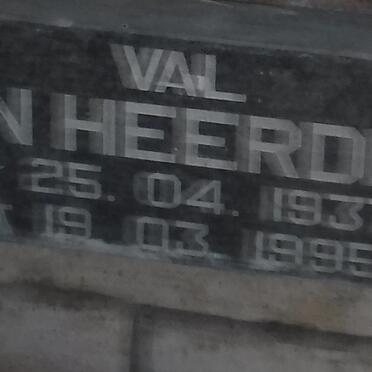 VAL
N HEERD
25. 04. 193
19. 03. 1995